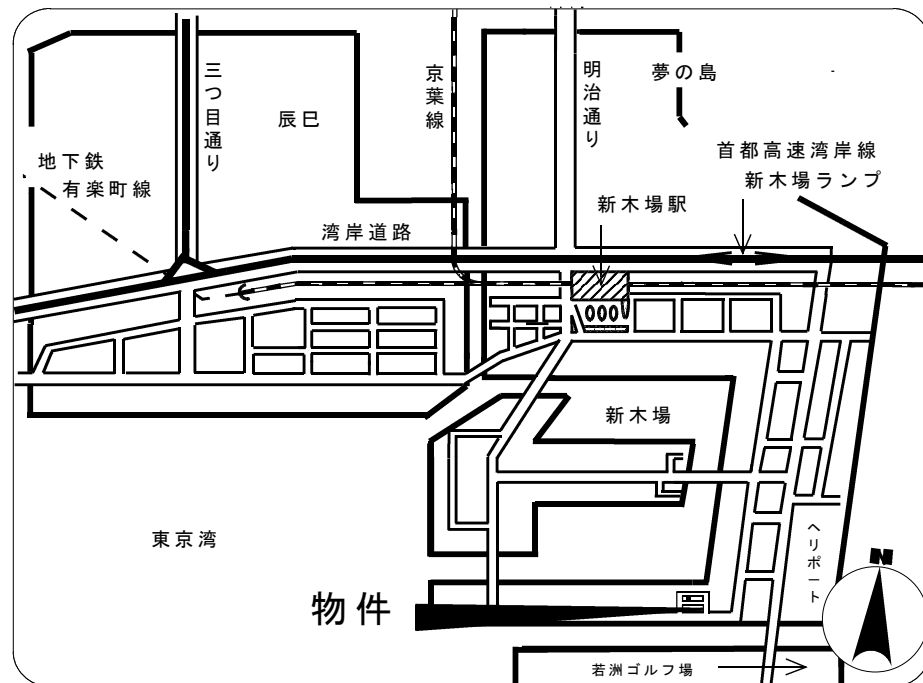 三つ目通り
京葉線
明治通り
夢の島
辰巳
首都高速湾岸線
新木場ランプ
地下鉄
有楽町線
新木場駅
湾岸道路
新木場
東京湾
ヘリポート
N
物件
若洲ゴルフ場